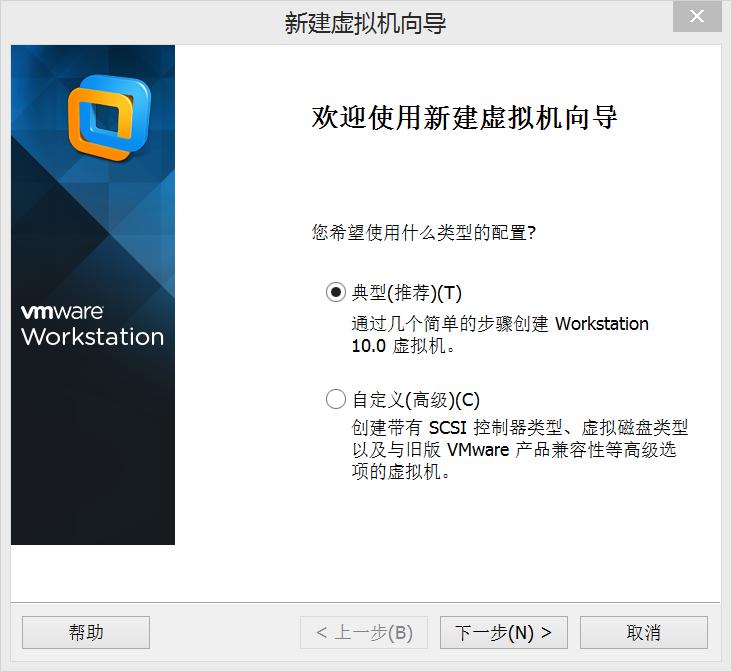 新建虚拟机向导
vmware
Workstation
欢迎使用新建虚拟机向导
您希望使用什么类型的配置?
典型(推荐)(T)
通过几个简单的步骤创建 Workstation
10.0 虚拟机。
自定义(高级)(C)
创建带有 SCSI 控制器类型、虚拟磁盘类型
以及与旧版 VMware 产品兼容性等高级选
项的虚拟机。
帮助
< 上一步(B)
下一步(N) >
取消